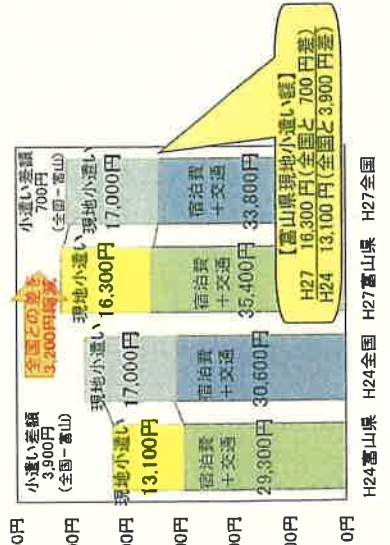 0円
0円
0円
0円
0円
0円
0円
小遣い差額
3,900円
(全国－富山)
全国との差を
3,200円縮減
小遣い差額
700円
(全国－富山)
現地小遣い
13,100円
宿泊費
＋交通
29,300円
現地小遣い
17,000円
宿泊費
＋交通
30,600円
現地小遣い
16,300円
宿泊費
＋交通
35,400円
現地小遣い
17,000円
宿泊費
＋交通
33,800円
【富山県現地小遣い額】
H27 16,300円(全国と 700円差)
H24 13,100円(全国と3,900円差)
H24富山県 H24全国 H27富山県 H27全国